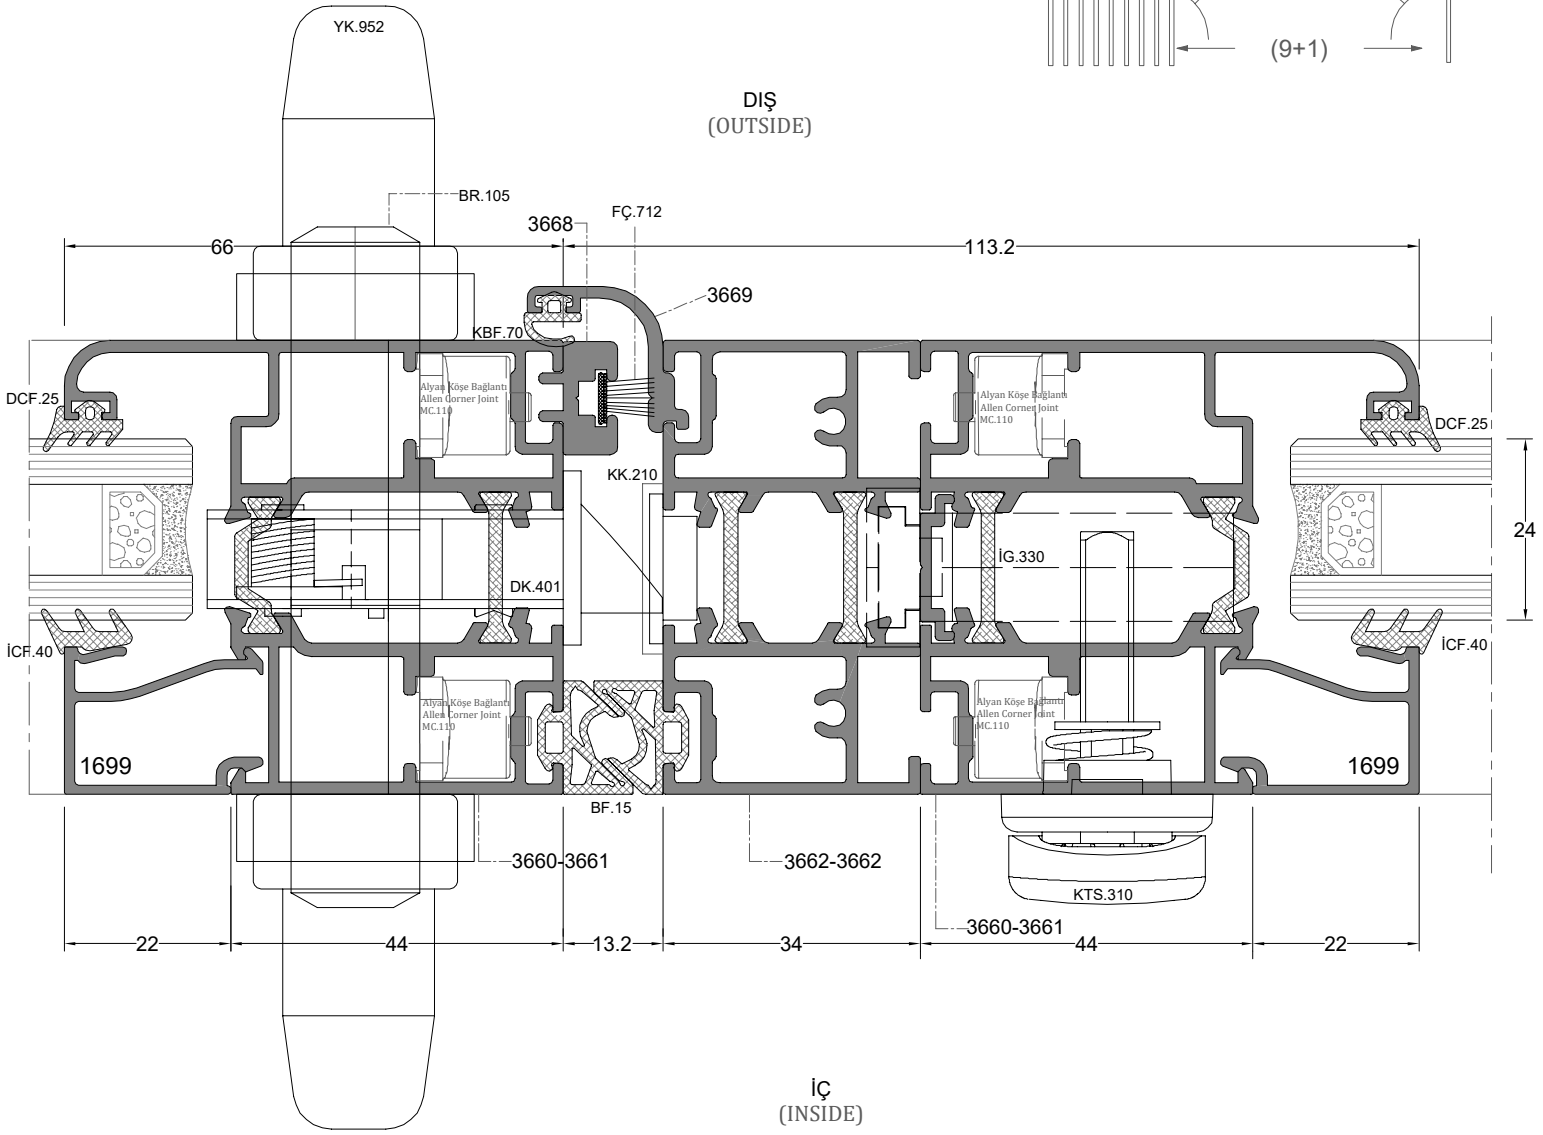 YK.952
(9+1)
DIŞ
(OUTSIDE)
BR.105
3668
FÇ.712
66
113.2
3669
KBF.70
DCF.25
Alyan Köşe Bağlantı
Allen Corner Joint
MC.110
Alyan Köşe Bağlantı
Allen Corner Joint
MC.110
DCF.25
KK.210
24
İG.330
DK.401
İCF.40
İCF.40
Alyan Köşe Bağlantı
Allen Corner Joint
MC.110
Alyan Köşe Bağlantı
Allen Corner Joint
MC.110
1699
1699
BF.15
3660-3661
3662-3662
KTS.310
3660-3661
22
44
13.2
34
44
22
İÇ
(INSIDE)